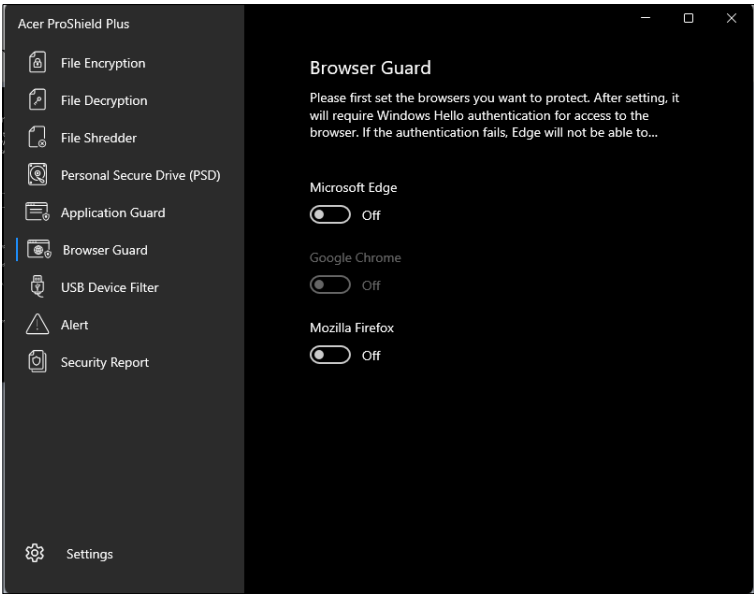 Acer ProShield Plus
File Encryption
File Decryption
File Shredder
Personal Secure Drive (PSD)
Application Guard
Browser Guard
USB Device Filter
Alert
Security Report
Settings
Browser Guard
Please first set the browsers you want to protect. After setting, it
will require Windows Hello authentication for access to the
browser. If the authentication fails, Edge will not be able to...
Microsoft Edge
Off
Google Chrome
Off
Mozilla Firefox
Off